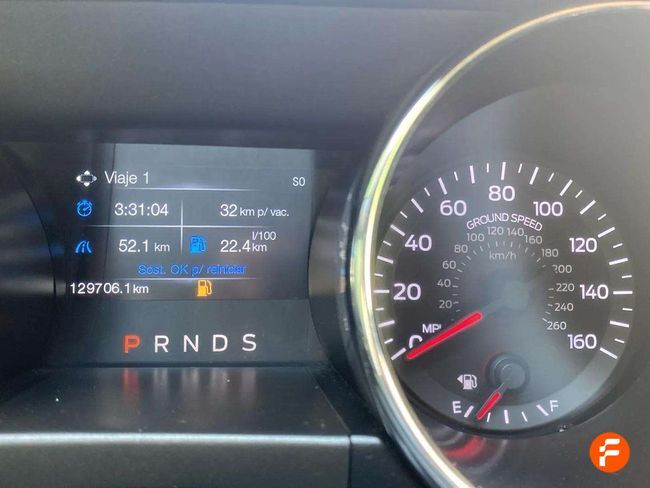 Viaje 1
S0
3:31:04
32 km p/ vac.
52.1 km
22.4 l/100 km
Sost. OK p/ reiniciar
129706.1 km
P R N D S
GROUND SPEED
MPH
0 20 40 60 80 100 120 140 160
km/h
20 40 60 80 100 120 140 160 180 200 220 240 260
E F